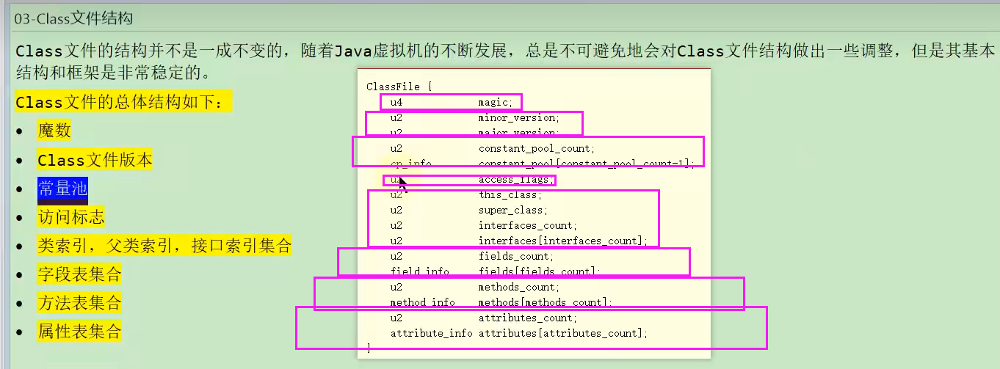 03-Class文件结构
Class文件的结构并不是一成不变的，随着Java虚拟机的不断发展，总是不可避免地会对Class文件结构做出一些调整，但是其基本
结构和框架是非常稳定的。
Class文件的总体结构如下：
• 魔数
• Class文件版本
• 常量池
• 访问标志
• 类索引，父类索引，接口索引集合
• 字段表集合
• 方法表集合
• 属性表集合
ClassFile {
u4 magic;
u2 minor_version;
u2 major_version;
u2 constant_pool_count;
cp_info constant_pool[constant_pool_count-1];
access_flags;
u2 this_class;
u2 super_class;
u2 interfaces_count;
u2 interfaces[interfaces_count];
u2 fields_count;
field_info fields[fields_count];
u2 methods_count;
method_info methods[methods_count];
u2 attributes_count;
attribute_info attributes[attributes_count];
}